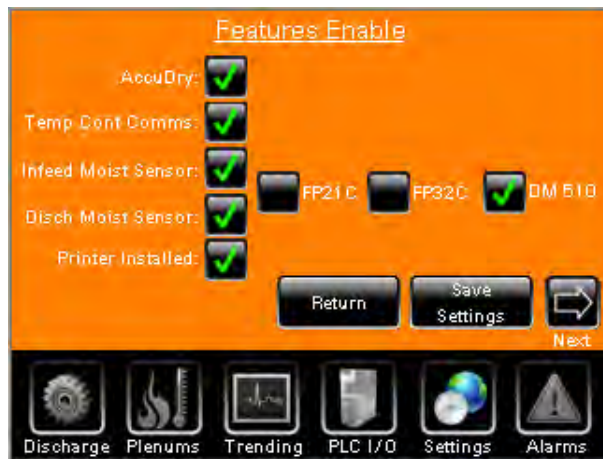 Features Enable
AccuDry:
Temp Cont Comms:
Infeed Moist Sensor:
FP21C FP32C DM 510
Disch Moist Sensor:
Printer Installed:
Return
Save
Settings
Next
Discharge Plenums Trending PLC I/O Settings Alarms